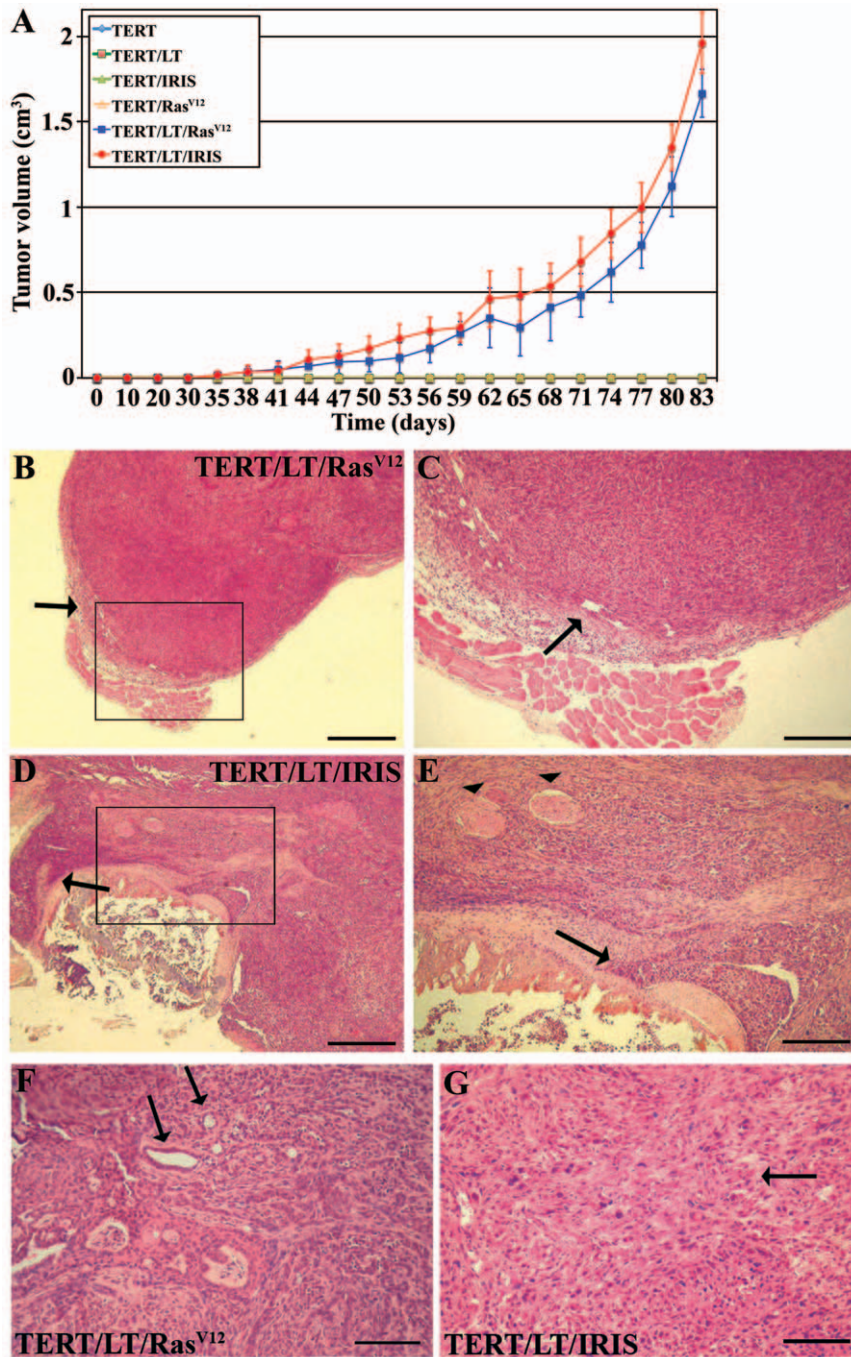 A
Tumor volume (cm³)
2
1.5
1
0.5
0
TERT
TERT/LT
TERT/IRIS
TERT/Rasⱽ¹²
TERT/LT/Rasⱽ¹²
TERT/LT/IRIS
0 10 20 30 35 38 41 44 47 50 53 56 59 62 65 68 71 74 77 80 83
Time (days)
B TERT/LT/Rasⱽ¹² C
D TERT/LT/IRIS E
F G
TERT/LT/Rasⱽ¹² TERT/LT/IRIS